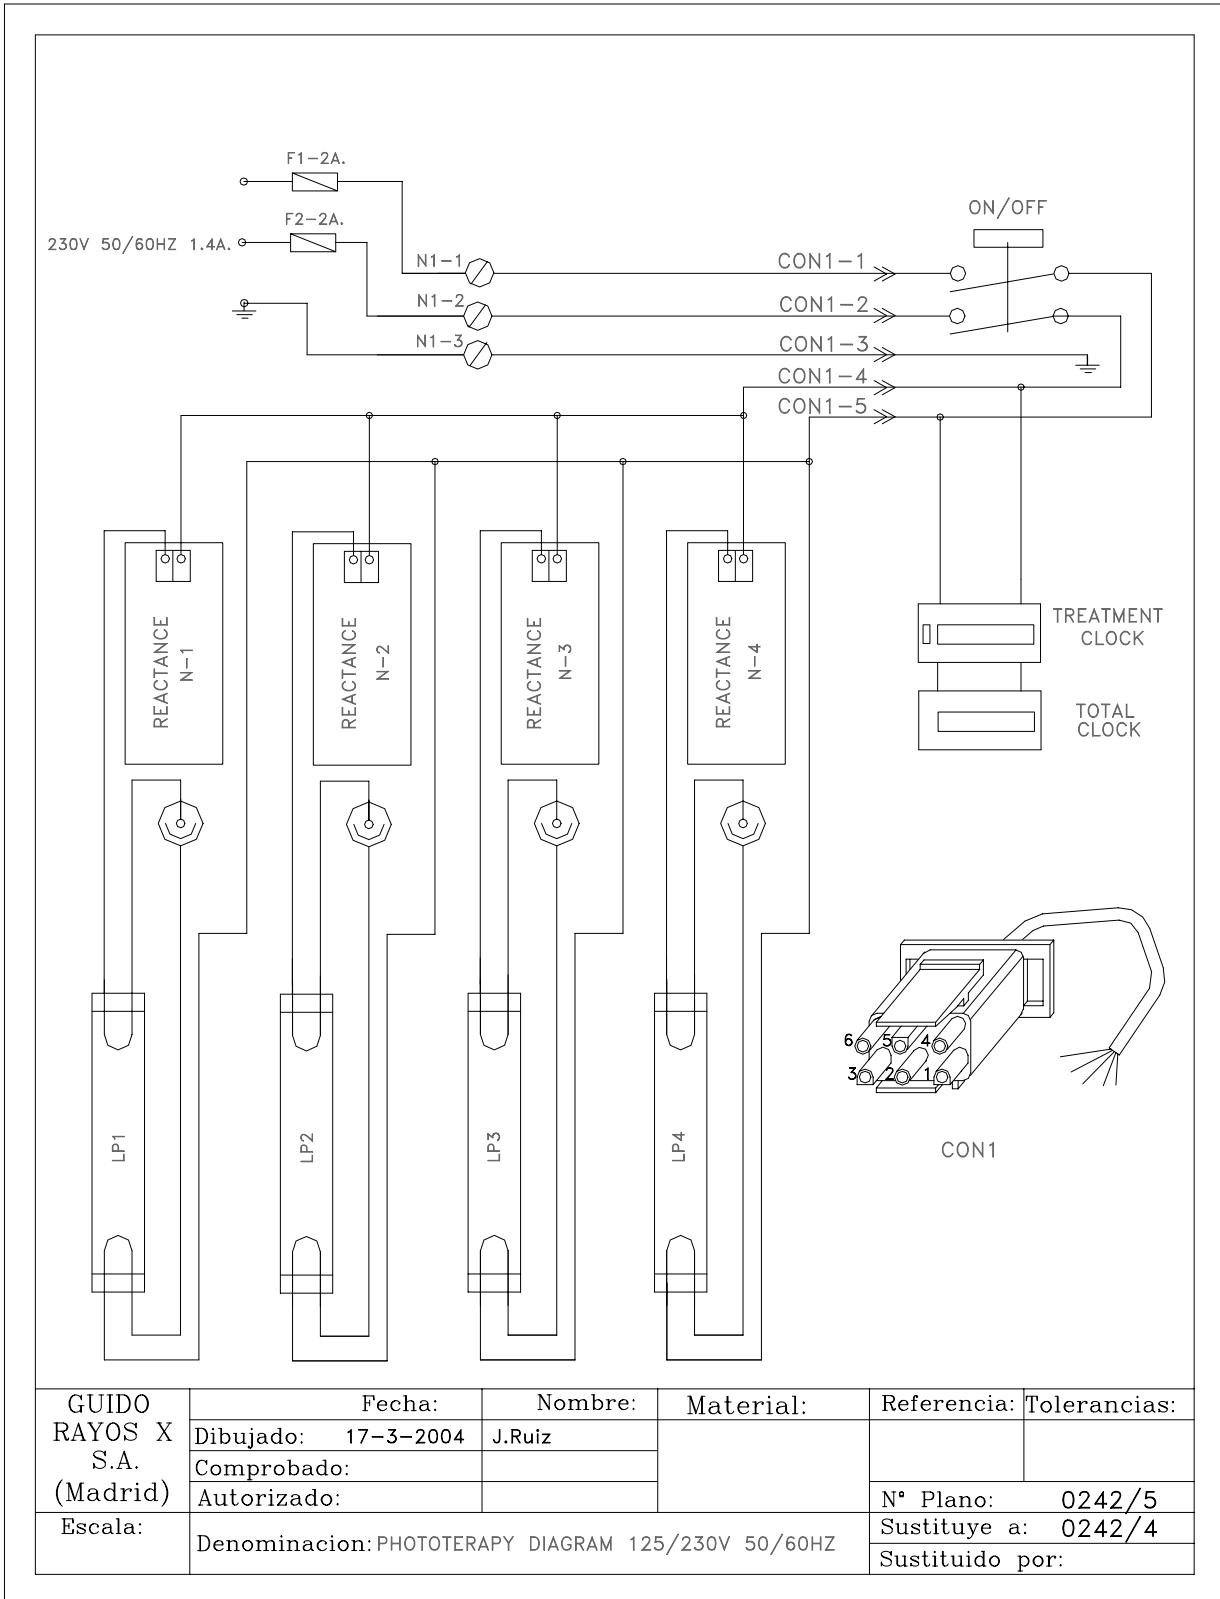 F1-2A.
F2-2A.
230V 50/60HZ 1.4A.
N1-1
N1-2
N1-3
CON1-1
CON1-2
CON1-3
CON1-4
CON1-5
ON/OFF
REACTANCE
N-1
REACTANCE
N-2
REACTANCE
N-3
REACTANCE
N-4
TREATMENT
CLOCK
TOTAL
CLOCK
6 5 4
3 2 1
CON1
LP1
LP2
LP3
LP4
GUIDO
RAYOS X
S.A.
(Madrid)
Escala:
Fecha:
Nombre:
Material:
Referencia:
Tolerancias:
Dibujado: 17-3-2004 J.Ruiz
Comprobado:
Autorizado:
Nº Plano: 0242/5
Sustituye a: 0242/4
Sustituido por:
Denominacion: PHOTOTERAPY DIAGRAM 125/230V 50/60HZ